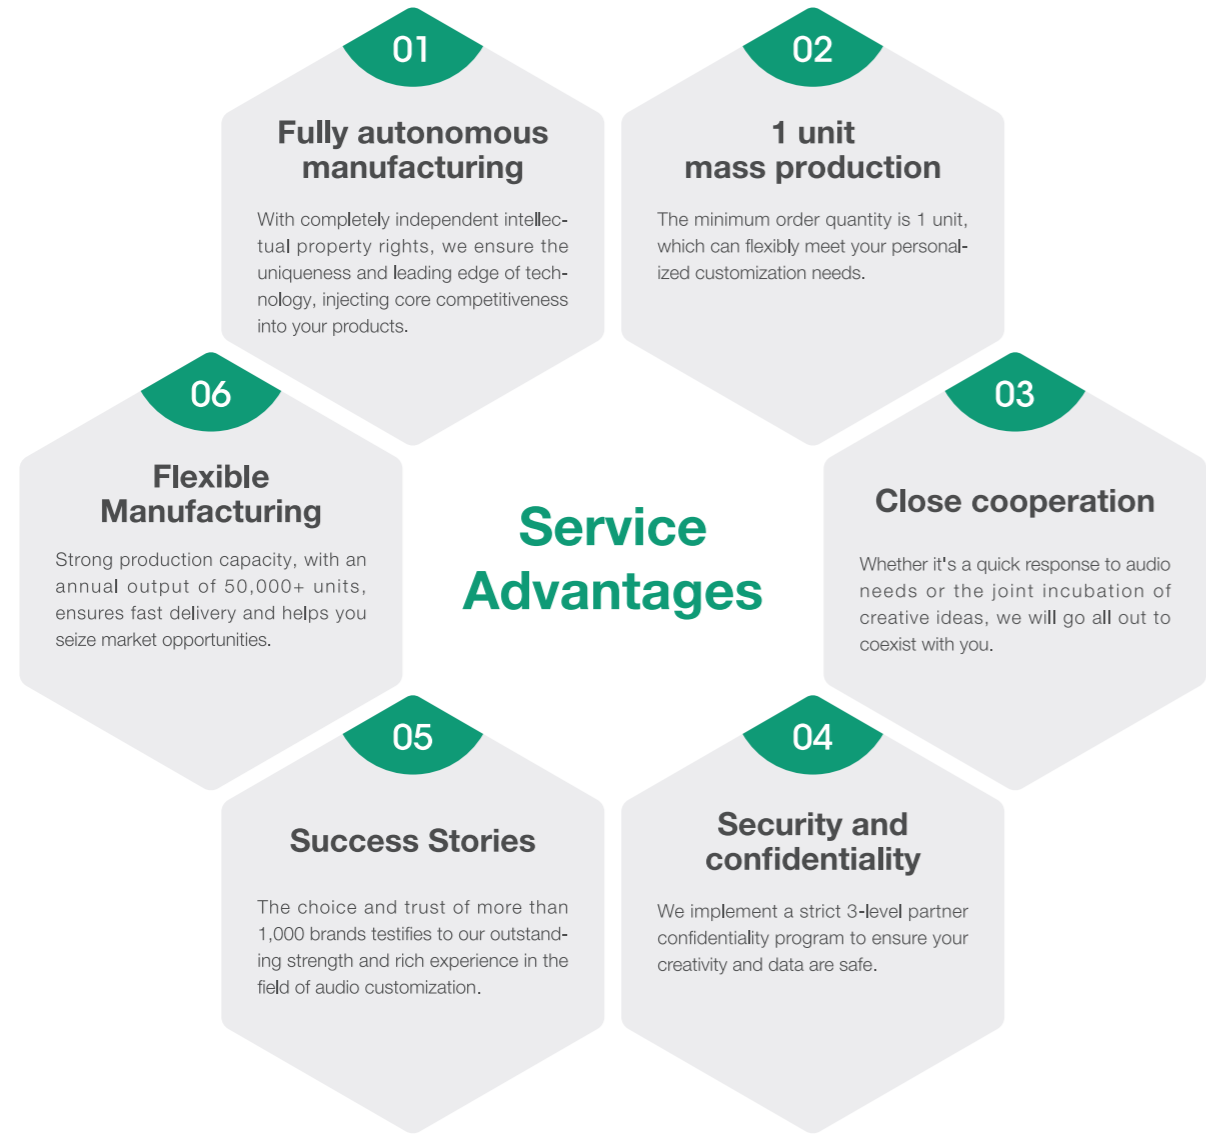 01
Fully autonomous
manufacturing
With completely independent intellec-
tual property rights, we ensure the
uniqueness and leading edge of tech-
nology, injecting core competitiveness
into your products.
02
1 unit
mass production
The minimum order quantity is 1 unit,
which can flexibly meet your personal-
ized customization needs.
03
Close cooperation
Whether it's a quick response to audio
needs or the joint incubation of
creative ideas, we will go all out to
coexist with you.
04
Security and
confidentiality
We implement a strict 3-level partner
confidentiality program to ensure your
creativity and data are safe.
05
Success Stories
The choice and trust of more than
1,000 brands testifies to our outstand-
ing strength and rich experience in the
field of audio customization.
06
Flexible
Manufacturing
Strong production capacity, with an
annual output of 50,000+ units,
ensures fast delivery and helps you
seize market opportunities.
Service
Advantages